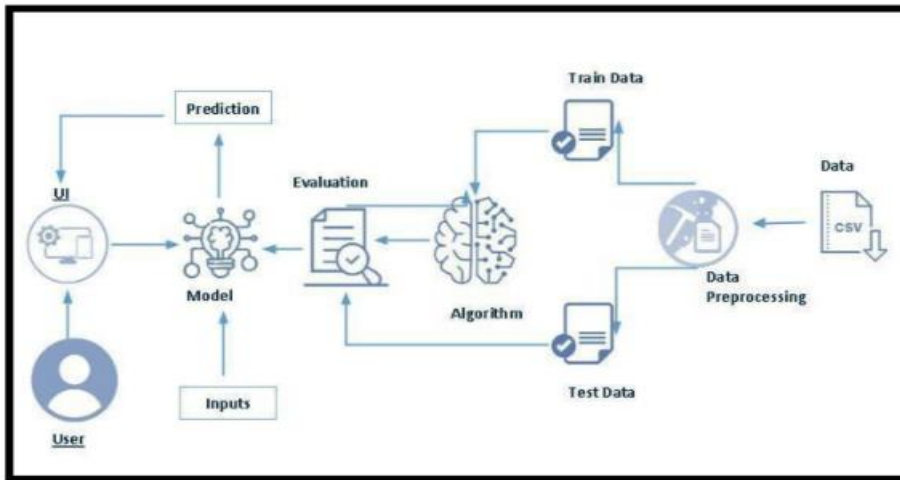 Train Data
Prediction
Data
Evaluation
UI
CSV
Model
Algorithm
Data
Preprocessing
Inputs
Test Data
User